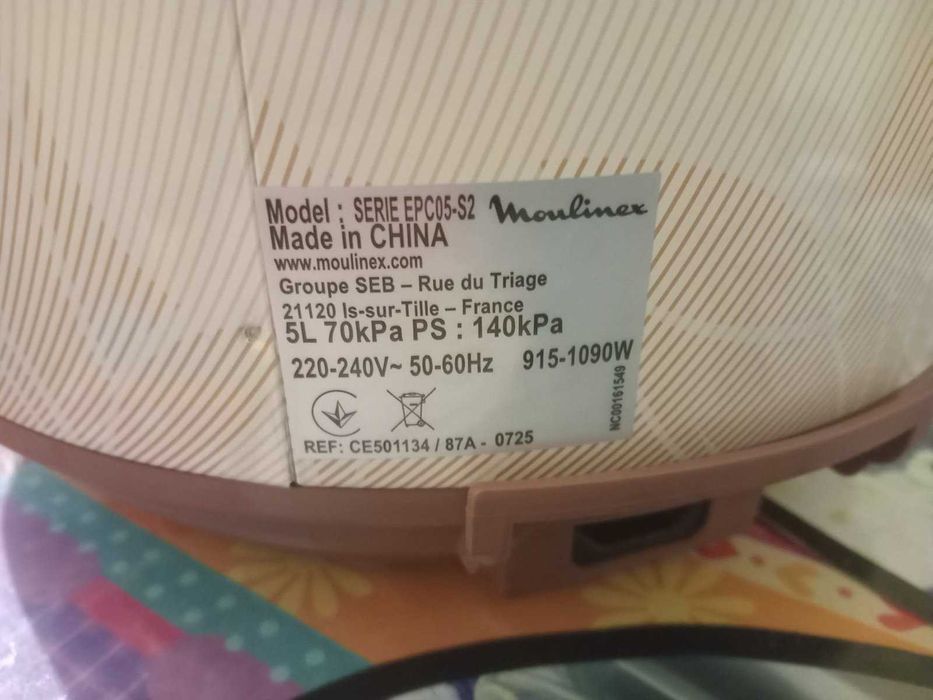 Model : SERIE EPC05-S2 Moulinex
Made in CHINA
www.moulinex.com
Groupe SEB – Rue du Triage
21120 Is-sur-Tille – France
5L 70kPa PS : 140kPa
220-240V~ 50-60Hz 915-1090W
NC00161549
REF: CE501134 / 87A - 0725